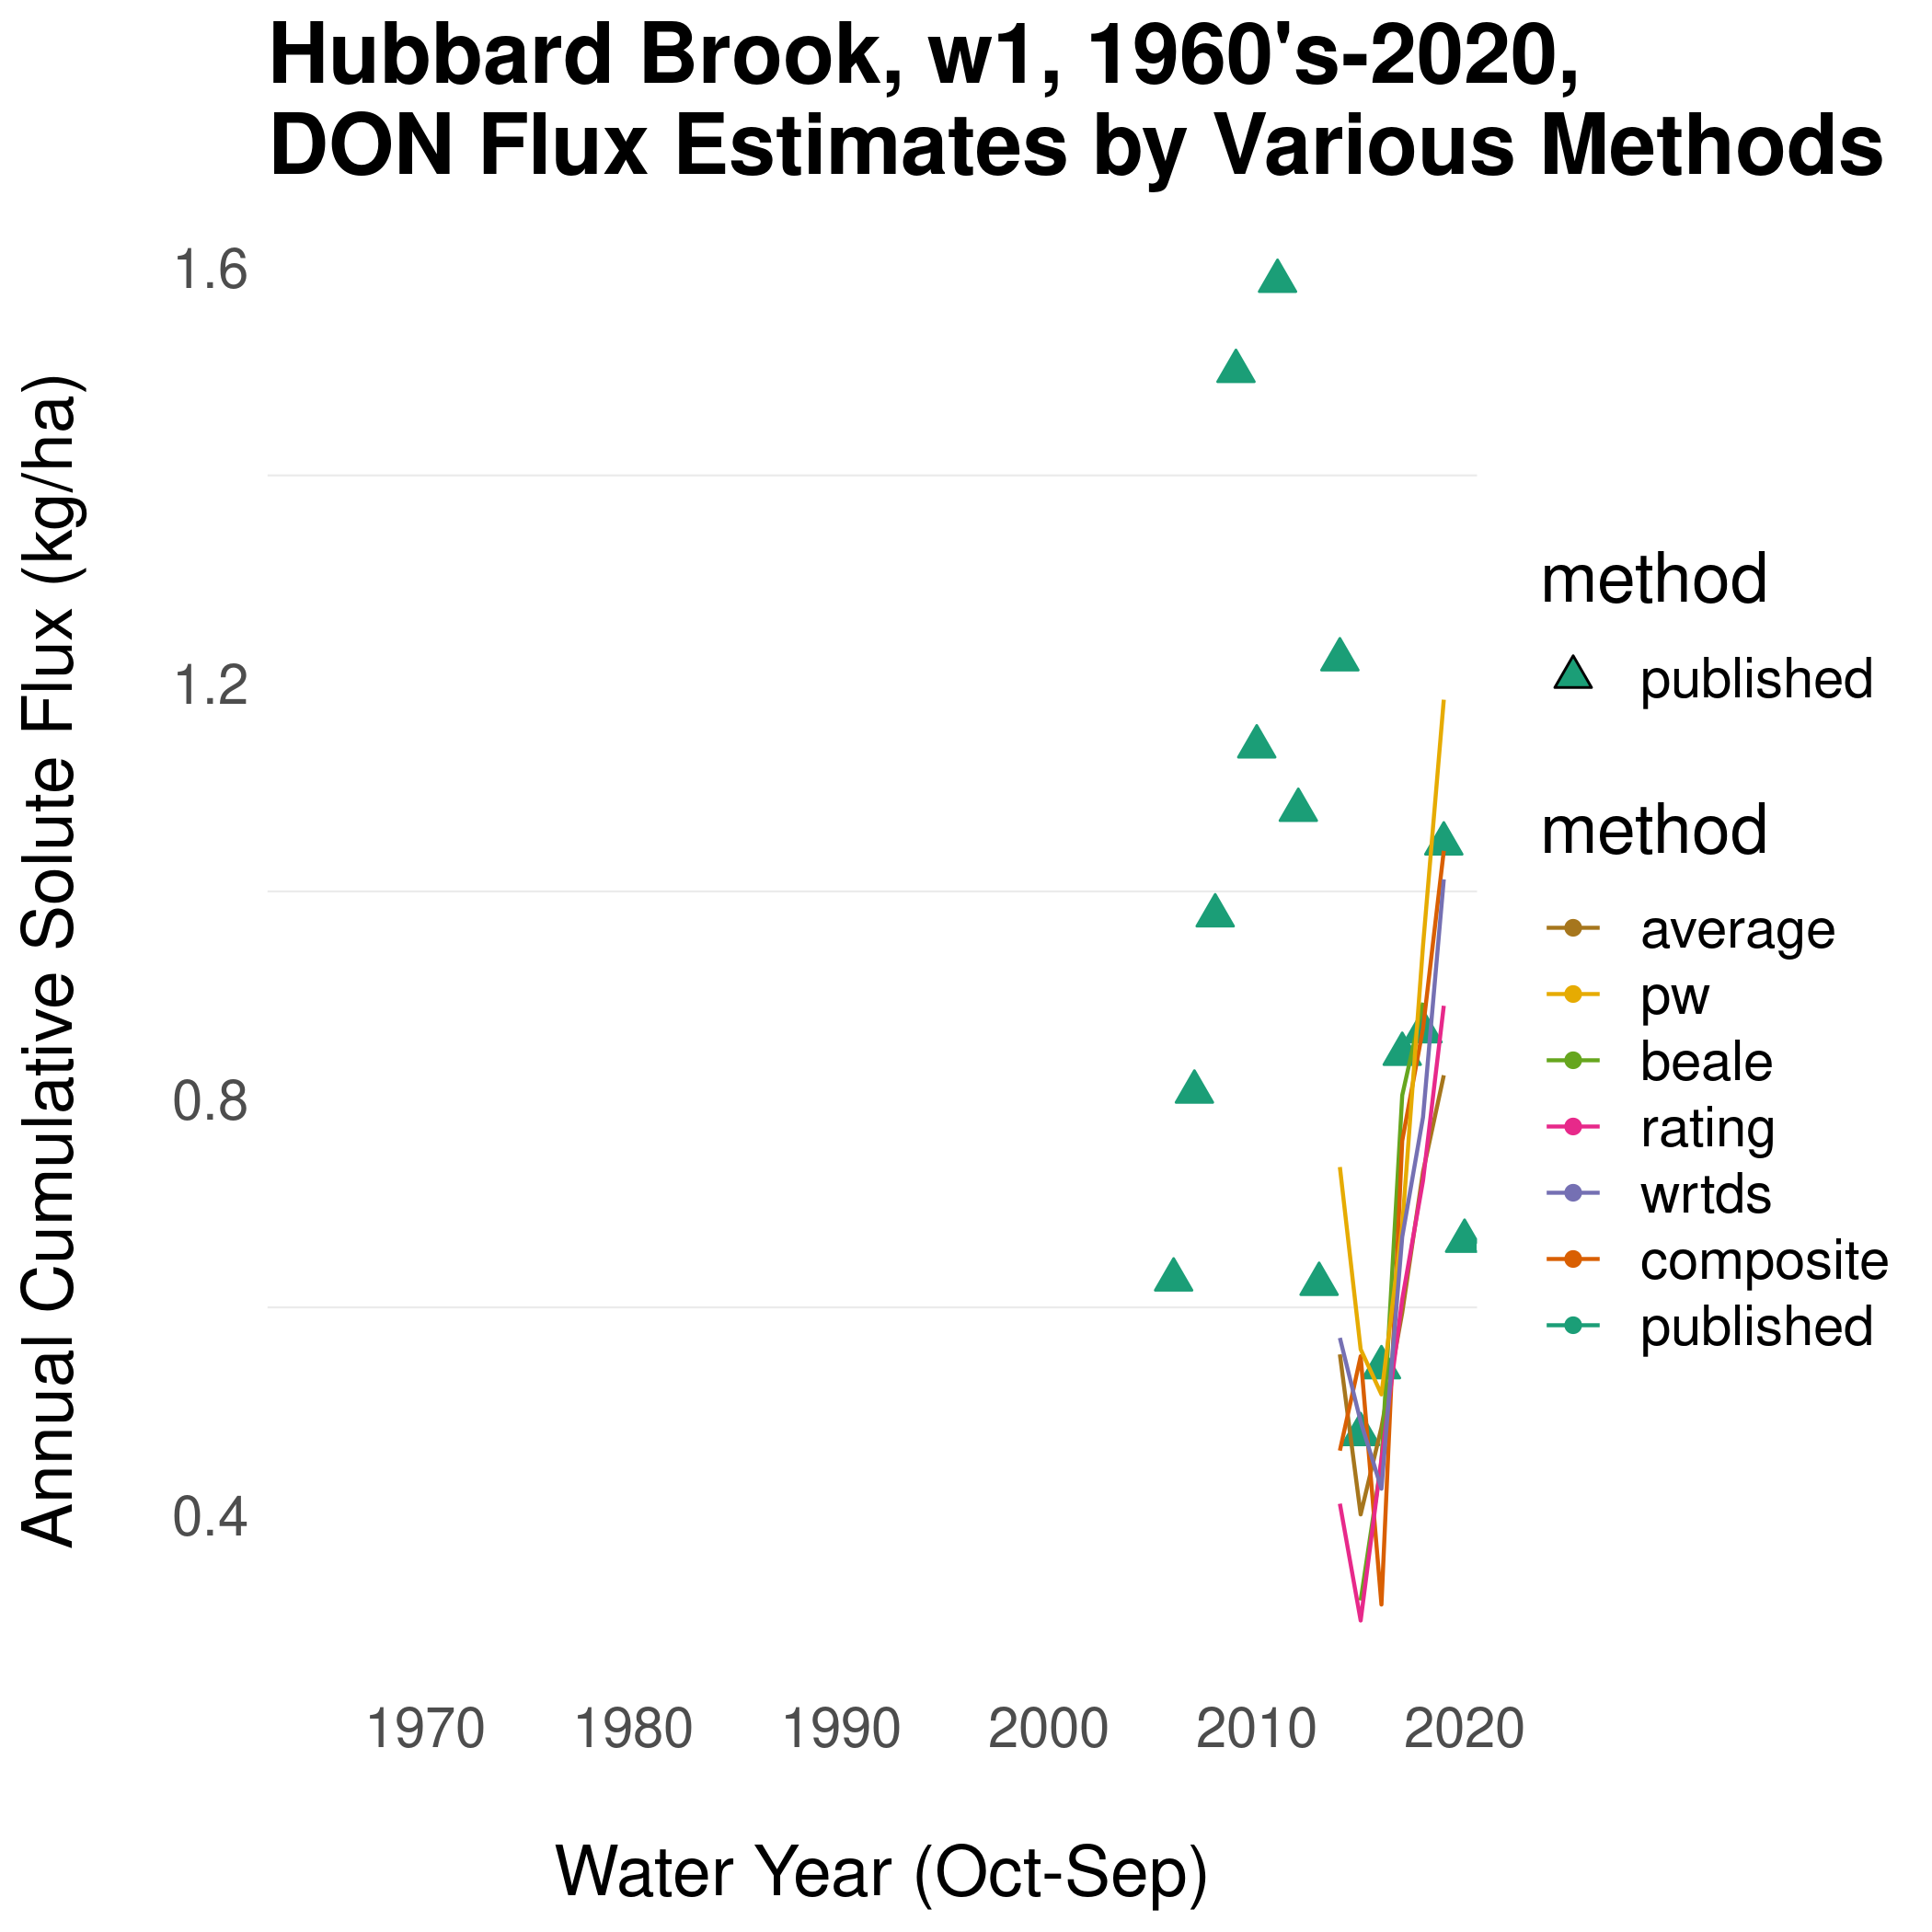 Hubbard Brook, w1, 1960's-2020,
DON Flux Estimates by Various Methods
Annual Cumulative Solute Flux (kg/ha)
1.6
1.2
0.8
0.4
1970 1980 1990 2000 2010 2020
Water Year (Oct-Sep)
method
published
method
average
pw
beale
rating
wrtds
composite
published